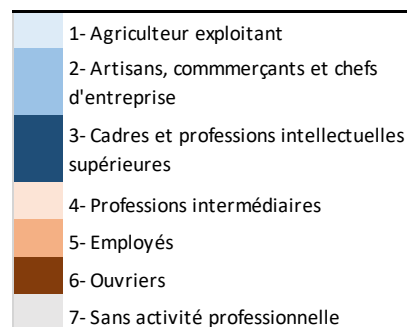 1- Agriculteur exploitant
2- Artisans, commmerçants et chefs
d'entreprise
3- Cadres et professions intellectuelles
supérieures
4- Professions intermédiaires
5- Employés
6- Ouvriers
7- Sans activité professionnelle